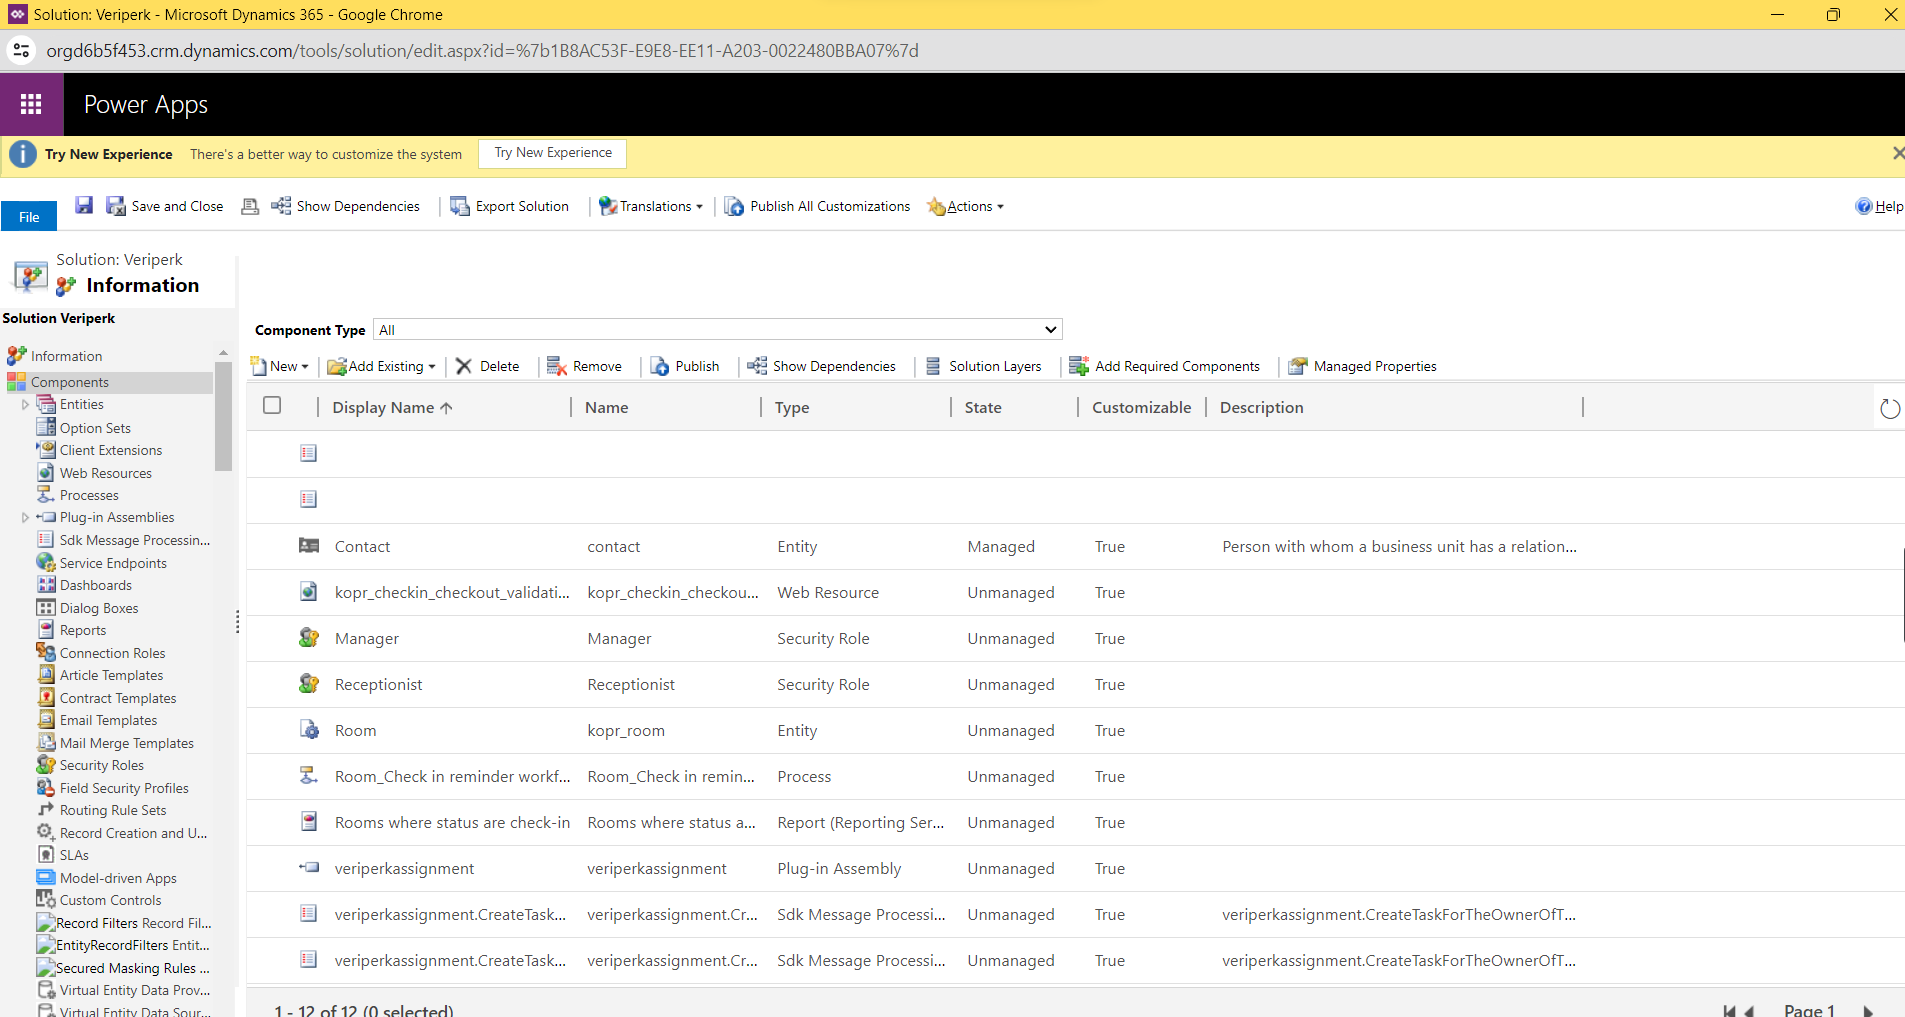 Solution: Veriperk - Microsoft Dynamics 365 - Google Chrome
orgd6b5f453.crm.dynamics.com/tools/solution/edit.aspx?id=%7b1B8AC53F-E9E8-EE11-A203-0022480BBA07%7d
Power Apps
Try New Experience There's a better way to customize the system Try New Experience
File Save and Close Show Dependencies Export Solution Translations Publish All Customizations Actions Help
Solution: Veriperk
Information
Solution Veriperk
Information
Components
Entities
Option Sets
Client Extensions
Web Resources
Processes
Plug-in Assemblies
Sdk Message Processin...
Service Endpoints
Dashboards
Dialog Boxes
Reports
Connection Roles
Article Templates
Contract Templates
Email Templates
Mail Merge Templates
Security Roles
Field Security Profiles
Routing Rule Sets
Record Creation and U...
SLAs
Model-driven Apps
Custom Controls
Record Filters Record Fil...
EntityRecordFilters Entit...
Secured Masking Rules ...
Virtual Entity Data Prov...
Virtual Entity Data Sour...
Component Type All
New Add Existing Delete Remove Publish Show Dependencies Solution Layers Add Required Components Managed Properties
Display Name Name Type State Customizable Description
Contact contact Entity Managed True Person with whom a business unit has a relation...
kopr_checkin_checkout_validati... kopr_checkin_checkou... Web Resource Unmanaged True
Manager Manager Security Role Unmanaged True
Receptionist Receptionist Security Role Unmanaged True
Room kopr_room Entity Unmanaged True
Room_Check in reminder workf... Room_Check in remin... Process Unmanaged True
Rooms where status are check-in Rooms where status a... Report (Reporting Ser... Unmanaged True
veriperkassignment veriperkassignment Plug-in Assembly Unmanaged True
veriperkassignment.CreateTask... veriperkassignment.Cr... Sdk Message Processi... Unmanaged True veriperkassignment.CreateTaskForTheOwnerOfT...
veriperkassignment.CreateTask... veriperkassignment.Cr... Sdk Message Processi... Unmanaged True veriperkassignment.CreateTaskForTheOwnerOfT...
1 - 12 of 12 (0 selected) Page 1